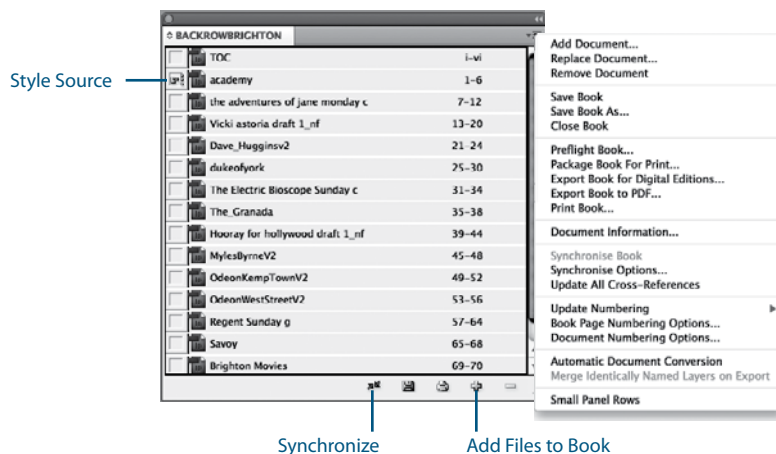 BACKROWBRIGHTON
TOC i-vi
Style Source
academy 1-6
the adventures of jane monday c 7-12
Vicki astoria draft 1_nf 13-20
Dave_Hugginsv2 21-24
dukeofyork 25-30
The Electric Bioscope Sunday c 31-34
The_Granada 35-38
Hooray for hollywood draft 1_nf 39-44
MylesByrneV2 45-48
OdeonKempTownV2 49-52
OdeonWestStreetV2 53-56
Regent Sunday g 57-64
Savoy 65-68
Brighton Movies 69-70
Add Document...
Replace Document...
Remove Document
Save Book
Save Book As...
Close Book
Preflight Book...
Package Book For Print...
Export Book for Digital Editions...
Export Book to PDF...
Print Book...
Document Information...
Synchronise Book
Synchronise Options...
Update All Cross-References
Update Numbering
Book Page Numbering Options...
Document Numbering Options...
Automatic Document Conversion
Merge Identically Named Layers on Export
Small Panel Rows
Synchronize
Add Files to Book